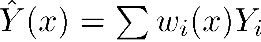 Ŷ(x) = ∑ wᵢ(x)Yᵢ